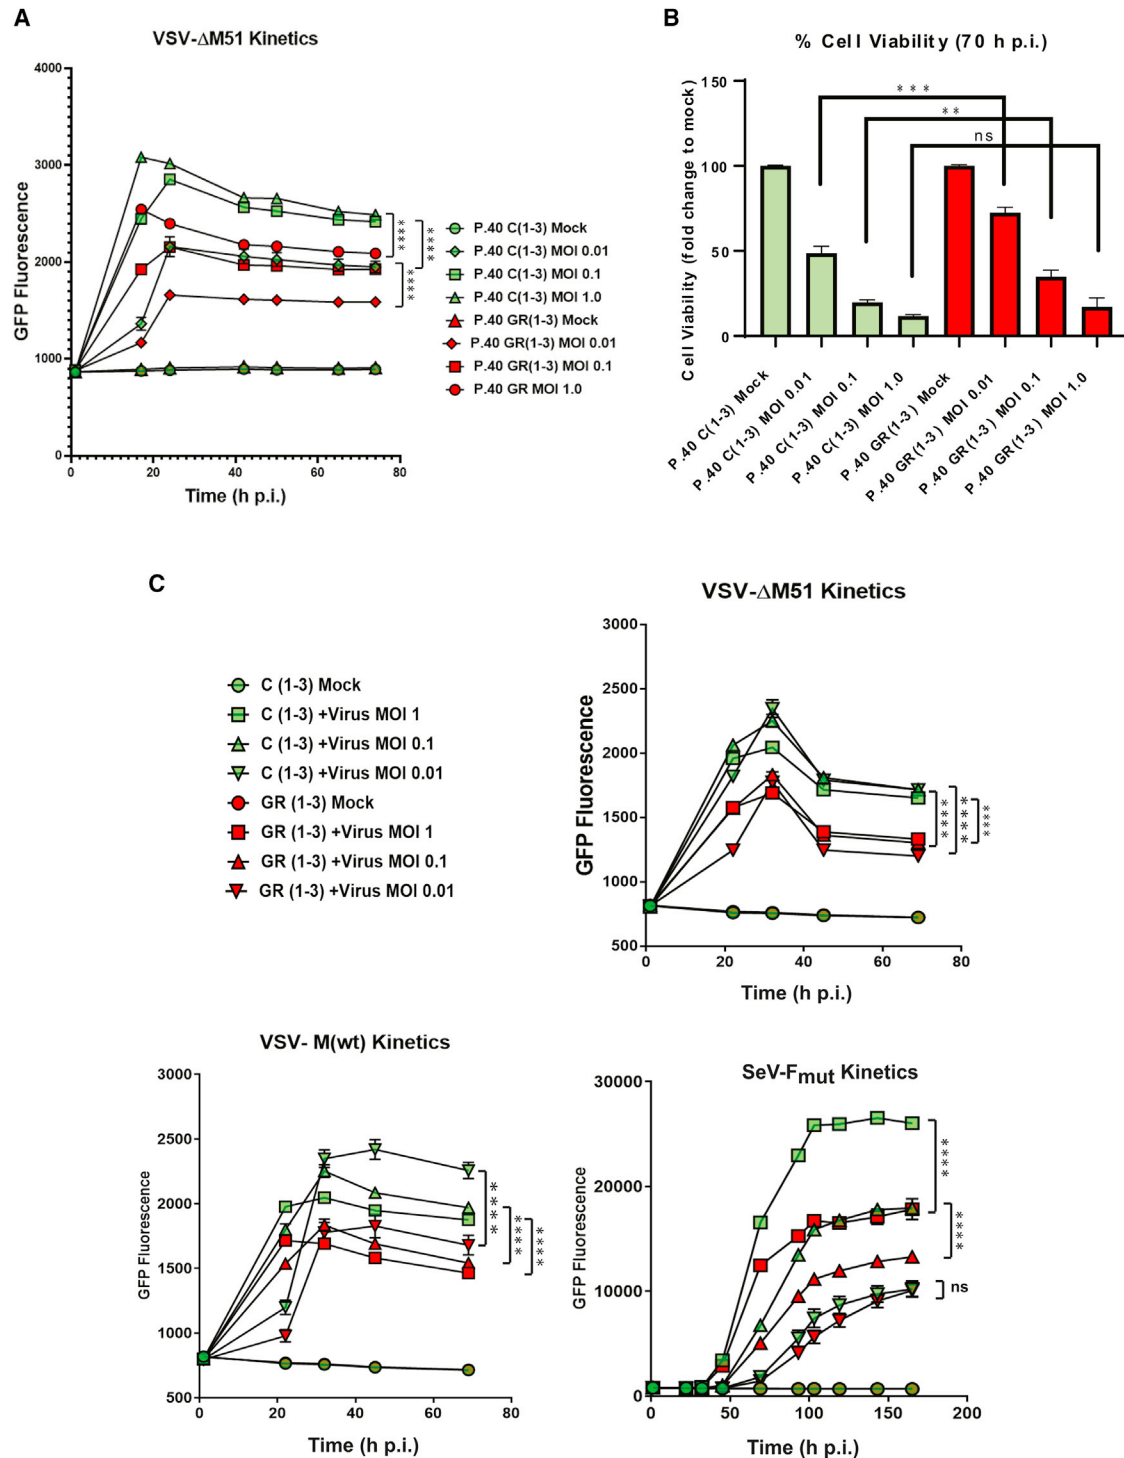 A
VSV-ΔM51 Kinetics
4000
3000
2000
1000
0
0 20 40 60 80
GFP Fluorescence
Time (h p.i.)
****
****
****
P.40 C(1-3) Mock
P.40 C(1-3) MOI 0.01
P.40 C(1-3) MOI 0.1
P.40 C(1-3) MOI 1.0
P.40 GR(1-3) Mock
P.40 GR(1-3) MOI 0.01
P.40 GR(1-3) MOI 0.1
P.40 GR MOI 1.0
B
% Cell Viability (70 h p.i.)
Cell Viability (fold change to mock)
150
100
50
0
***
**
ns
P.40 C(1-3) Mock
P.40 C(1-3) MOI 0.01
P.40 C(1-3) MOI 0.1
P.40 C(1-3) MOI 1.0
P.40 GR(1-3) Mock
P.40 GR(1-3) MOI 0.01
P.40 GR(1-3) MOI 0.1
P.40 GR(1-3) MOI 1.0
C
C (1-3) Mock
C (1-3) +Virus MOI 1
C (1-3) +Virus MOI 0.1
C (1-3) +Virus MOI 0.01
GR (1-3) Mock
GR (1-3) +Virus MOI 1
GR (1-3) +Virus MOI 0.1
GR (1-3) +Virus MOI 0.01
VSV-ΔM51 Kinetics
GFP Fluorescence
3000
2500
2000
1500
1000
500
0 20 40 60 80
Time (h p.i.)
****
****
****
VSV- M(wt) Kinetics
GFP Fluorescence
3000
2500
2000
1500
1000
500
0 20 40 60 80
Time (h p.i.)
****
****
****
SeV-Fmut Kinetics
GFP Fluorescence
30000
20000
10000
0
0 50 100 150 200
Time (h p.i.)
****
****
ns